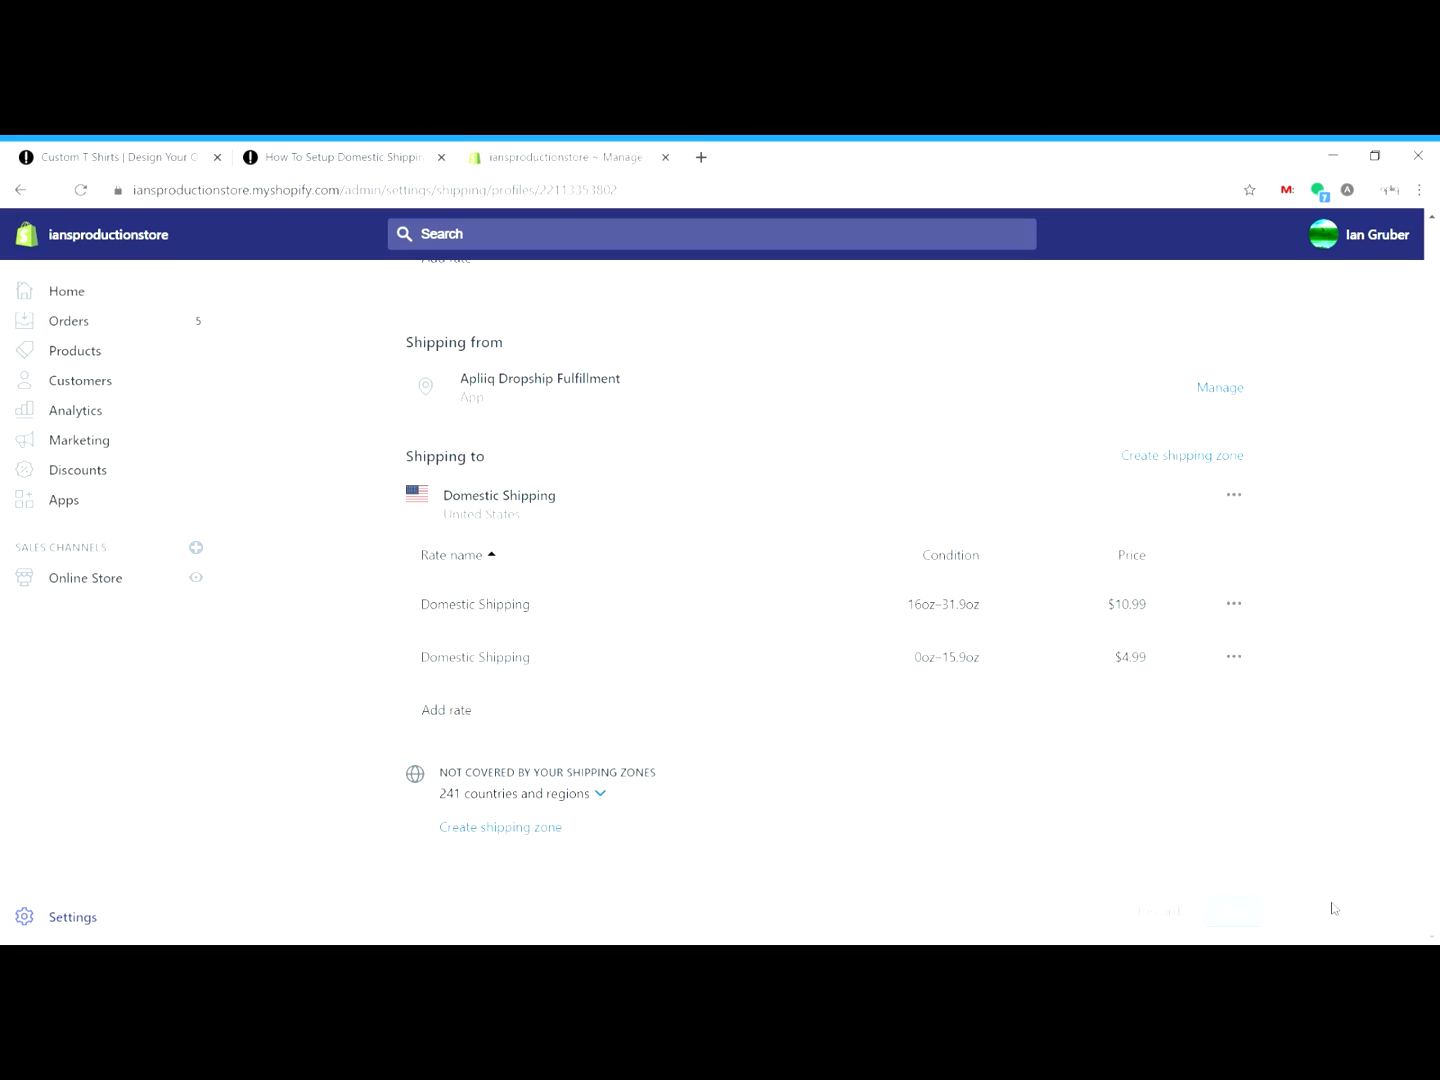 Custom T Shirts | Design Your O
How To Setup Domestic Shippin
iansproductionstore ~ Manage
iansproductionstore.myshopify.com/admin/settings/shipping/profiles/22113353802
M:
7
A
iansproductionstore
Search
Ian Gruber
Add rate
Home
Orders 5
Products
Customers
Analytics
Marketing
Discounts
Apps
SALES CHANNELS
Online Store
Settings
Shipping from
Apliiq Dropship Fulfillment
App
Manage
Shipping to
Create shipping zone
Domestic Shipping
United States
Rate name Condition Price
Domestic Shipping 16oz–31.9oz $10.99
Domestic Shipping 0oz–15.9oz $4.99
Add rate
NOT COVERED BY YOUR SHIPPING ZONES
241 countries and regions
Create shipping zone